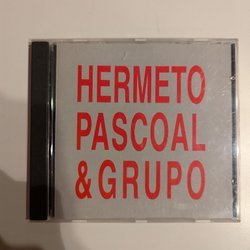 HERMETO
PASCOAL
& GRUPO